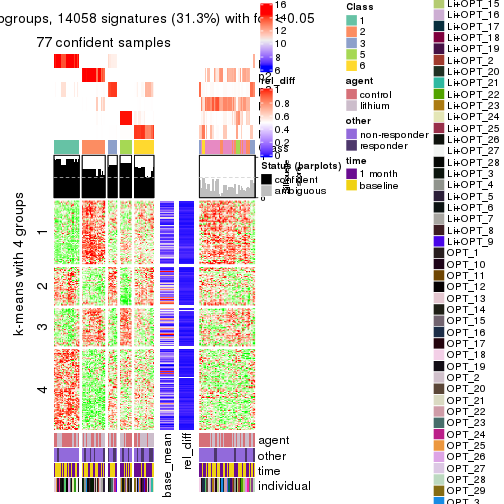 ogroups, 14058 signatures (31.3%) with fdr < 0.05
77 confident samples
k-means with 4 groups
1
2
3
4
base_mean
rel_diff
agent
other
time
individual
16
14
12
10
8
6
rel_diff
1
0.8
0.6
0.4
0.2
0
Status (barplots)
confident
ambiguous
Class
1
2
3
5
6
agent
control
lithium
other
non-responder
responder
time
1 month
baseline
Li+OPT_15
Li+OPT_16
Li+OPT_17
Li+OPT_18
Li+OPT_19
Li+OPT_2
Li+OPT_20
Li+OPT_21
Li+OPT_22
Li+OPT_23
Li+OPT_24
Li+OPT_25
Li+OPT_26
Li+OPT_27
Li+OPT_28
Li+OPT_3
Li+OPT_4
Li+OPT_5
Li+OPT_6
Li+OPT_7
Li+OPT_8
Li+OPT_9
OPT_1
OPT_10
OPT_11
OPT_12
OPT_13
OPT_14
OPT_15
OPT_16
OPT_17
OPT_18
OPT_19
OPT_2
OPT_20
OPT_21
OPT_22
OPT_23
OPT_24
OPT_25
OPT_26
OPT_27
OPT_28
OPT_29
OPT_3